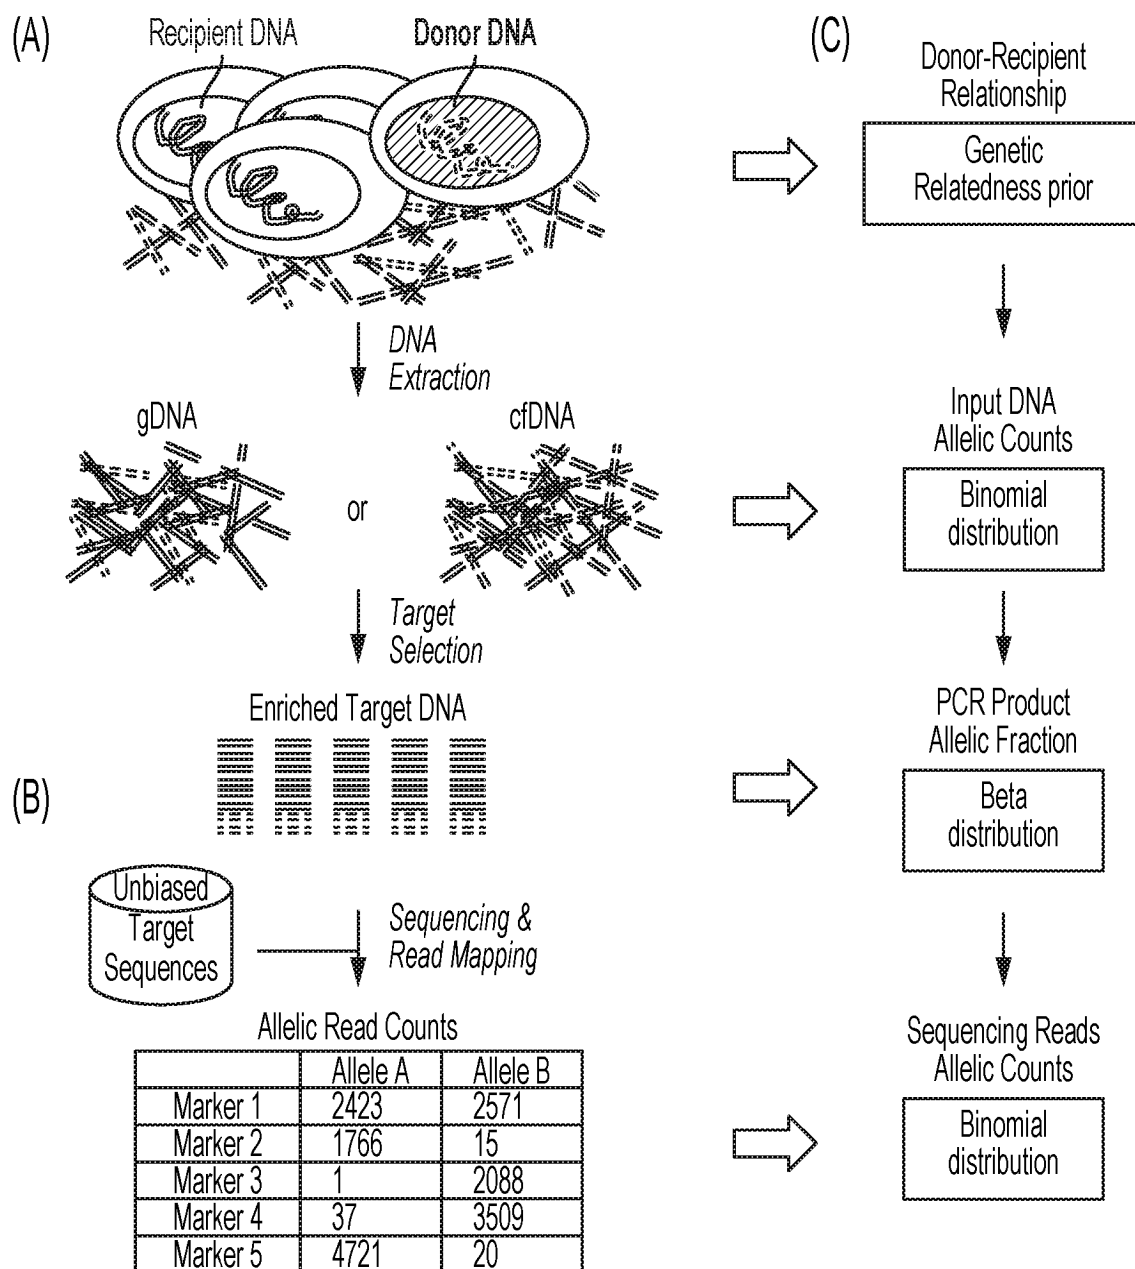 (A)
Recipient DNA
Donor DNA
DNA
Extraction
gDNA
or
cfDNA
Target
Selection
Enriched Target DNA
(B)
Unbiased
Target
Sequences
Sequencing &
Read Mapping
Allelic Read Counts
Allele A Allele B
Marker 1 2423 2571
Marker 2 1766 15
Marker 3 1 2088
Marker 4 37 3509
Marker 5 4721 20
(C)
Donor-Recipient
Relationship
Genetic
Relatedness prior
Input DNA
Allelic Counts
Binomial
distribution
PCR Product
Allelic Fraction
Beta
distribution
Sequencing Reads
Allelic Counts
Binomial
distribution